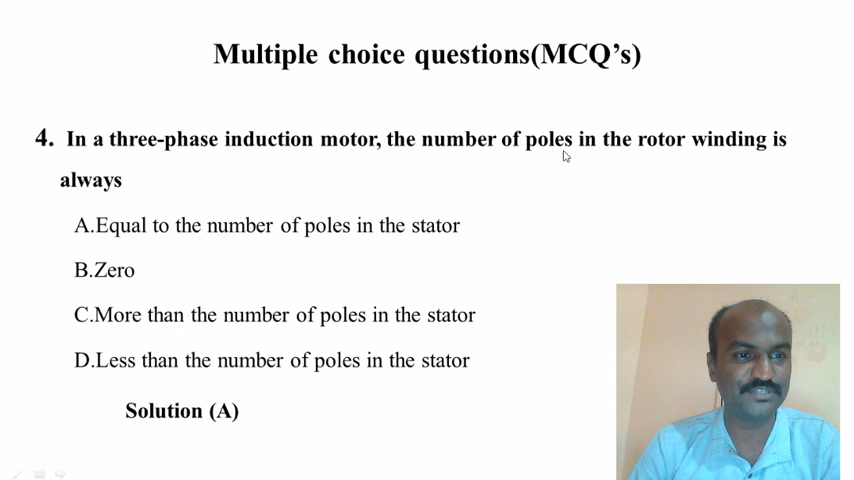 Multiple choice questions(MCQ’s)
4. In a three-phase induction motor, the number of poles in the rotor winding is
always
A.Equal to the number of poles in the stator
B.Zero
C.More than the number of poles in the stator
D.Less than the number of poles in the stator
Solution (A)